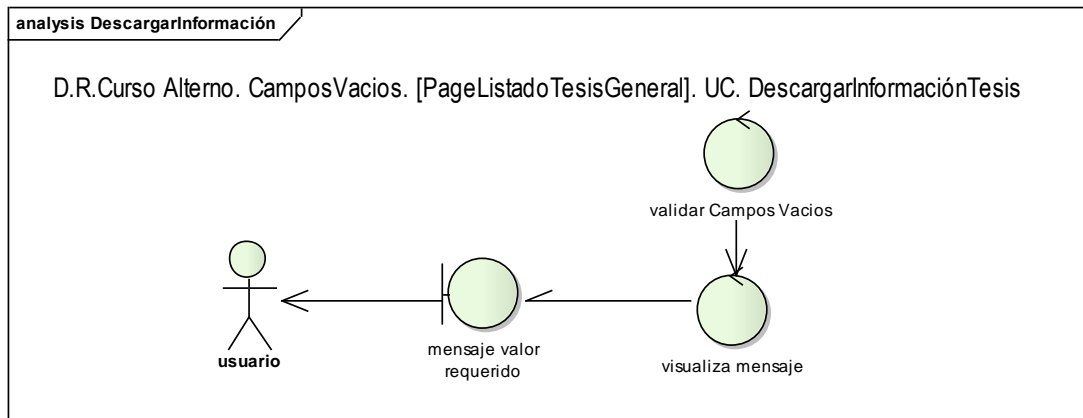 analysis DescargarInformación
D.R.Curso Alterno. CamposVacios. [PageListadoTesisGeneral]. UC. DescargarInformaciónTesis
validar Campos Vacios
usuario
mensaje valor
requerido
visualiza mensaje